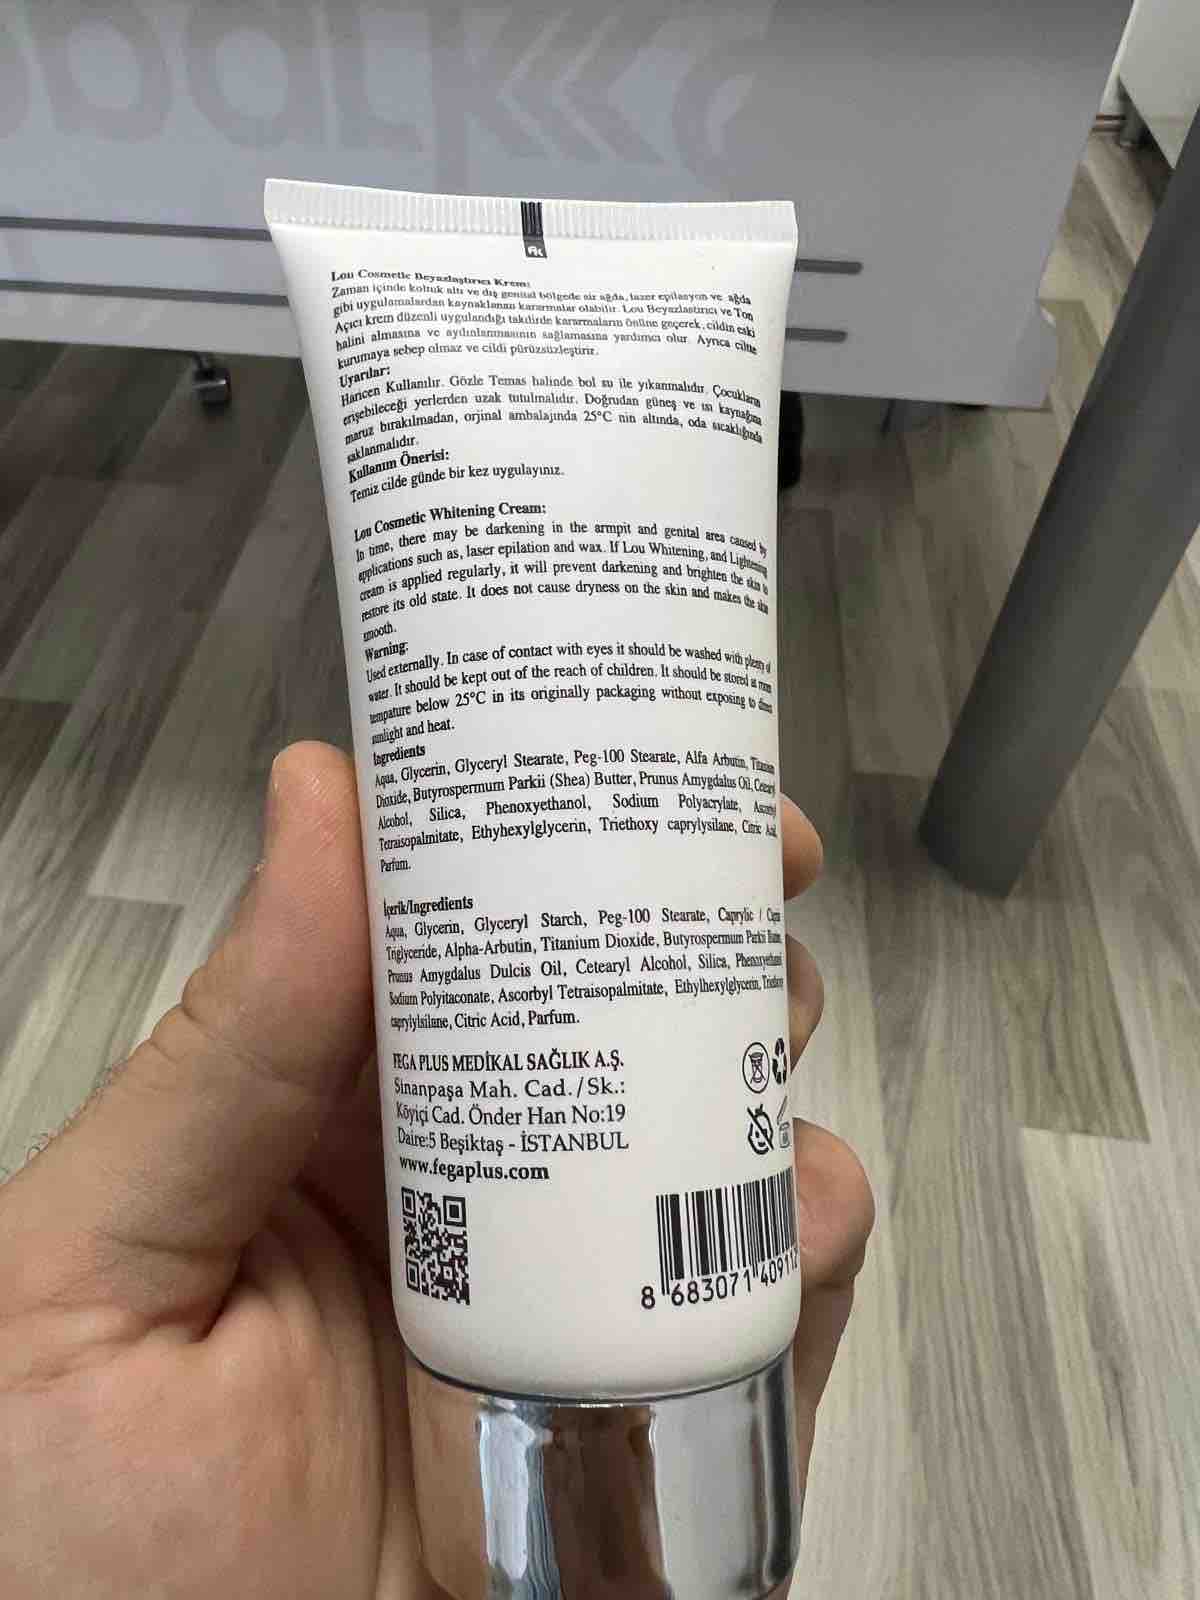 park
Lou Cosmetic Beyazlaştırıcı Krem:
Zaman içinde koltuk altı ve dış genital bölgede sir ağda, lazer epilasyon ve ağda
gibi uygulamalardan kaynaklanan kararmalar olabilir. Lou Beyazlaştırıcı ve Ton
Açıcı krem düzenli uygulandığı takdirde kararmaların önüne geçerek, cildin eski
halini almasına ve aydınlanmasının sağlamasına yardımcı olur. Ayrıca ciltte
kurumaya sebep olmaz ve cildi pürüzsüzleştirir.
Uyarılar:
Haricen Kullanılır. Gözle Temas halinde bol su ile yıkanmalıdır. Çocukların
erişebileceği yerlerden uzak tutulmalıdır. Doğrudan güneş ve ısı kaynağına
maruz bırakılmadan, orjinal ambalajında 25°C nin altında, oda sıcaklığında
saklanmalıdır.
Kullanım Önerisi:
Temiz cilde günde bir kez uygulayınız.
Lou Cosmetic Whitening Cream:
In time, there may be darkening in the armpit and genital area caused by
applications such as, laser epilation and wax. If Lou Whitening, and Lightening
cream is applied regularly, it will prevent darkening and brighten the skin to
restore its old state. It does not cause dryness on the skin and makes the skin
smooth.
Warning:
Used externally. In case of contact with eyes it should be washed with plenty of
water. It should be kept out of the reach of children. It should be stored at room
tempature below 25°C in its originally packaging without exposing to direct
sunlight and heat.
Ingredients
Aqua, Glycerin, Glyceryl Stearate, Peg-100 Stearate, Alfa Arbutin, Titanium
Dioxide, Butyrospermum Parkii (Shea) Butter, Prunus Amygdalus Oil, Cetearyl
Alcohol, Silica, Phenoxyethanol, Sodium Polyacrylate, Ascorbyl
Tetraisopalmitate, Ethyhexylglycerin, Triethoxy caprylysilane, Citric Acid,
Parfum.
İçerik/Ingredients
Aqua, Glycerin, Glyceryl Starch, Peg-100 Stearate, Caprylic / Capric
Triglyceride, Alpha-Arbutin, Titanium Dioxide, Butyrospermum Parkii Butter,
Prunus Amygdalus Dulcis Oil, Cetearyl Alcohol, Silica, Phenoxyethanol
Sodium Polyitaconate, Ascorbyl Tetraisopalmitate, Ethylhexylglycerin, Triethoxy
caprylylsilane, Citric Acid, Parfum.
FEGA PLUS MEDİKAL SAĞLIK A.Ş.
Sinanpaşa Mah. Cad./Sk.:
Köyiçi Cad. Önder Han No:19
Daire:5 Beşiktaş - İSTANBUL
www.fegaplus.com
8 683071 40911